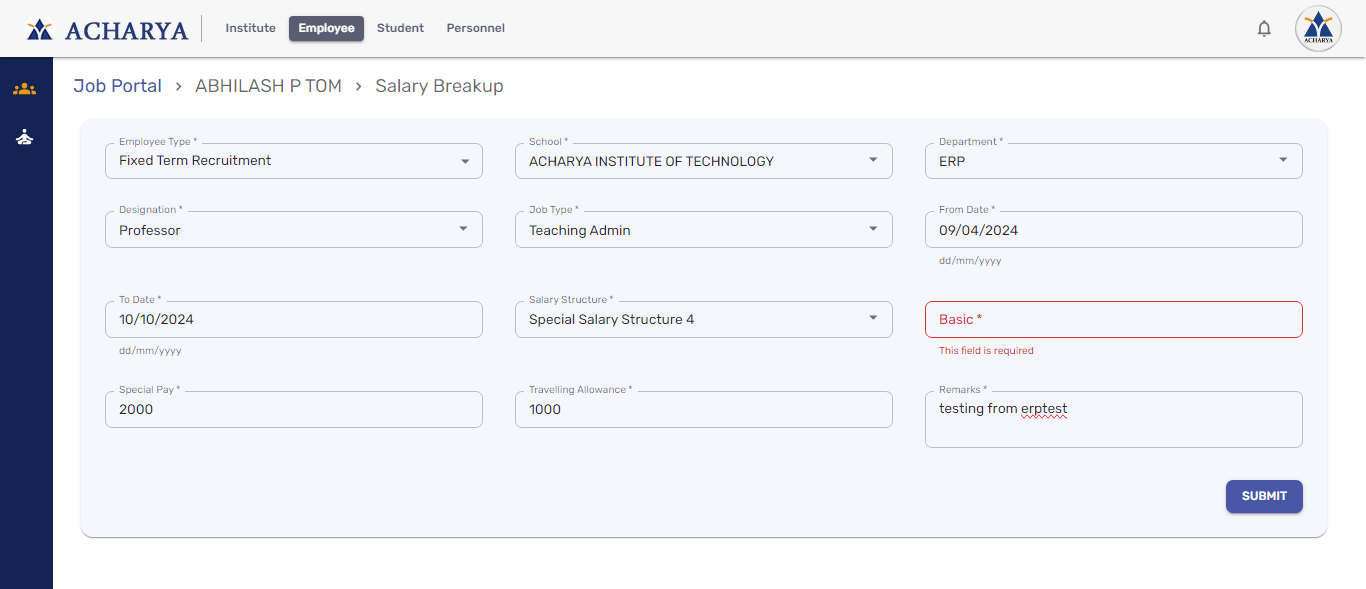 ACHARYA
Institute
Employee
Student
Personnel
ACHARYA
Job Portal > ABHILASH P TOM > Salary Breakup
Employee Type *
Fixed Term Recruitment
School *
ACHARYA INSTITUTE OF TECHNOLOGY
Department *
ERP
Designation *
Professor
Job Type *
Teaching Admin
From Date *
09/04/2024
dd/mm/yyyy
To Date *
10/10/2024
dd/mm/yyyy
Salary Structure *
Special Salary Structure 4
Basic *
This field is required
Special Pay *
2000
Travelling Allowance *
1000
Remarks *
testing from erptest
SUBMIT